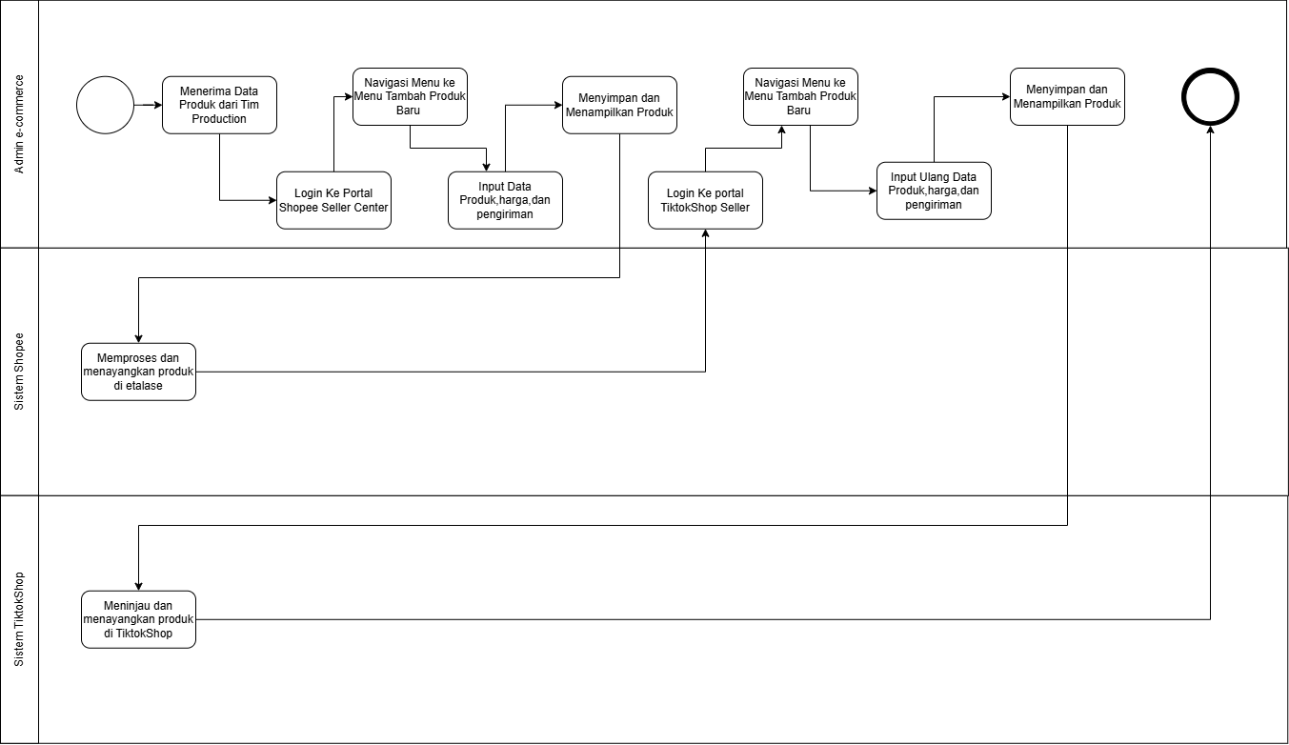 Admin e-commerce
Menerima Data
Produk dari Tim
Production
Login Ke Portal
Shopee Seller Center
Navigasi Menu ke
Menu Tambah Produk
Baru
Input Data
Produk,harga,dan
pengiriman
Menyimpan dan
Menampilkan Produk
Login Ke portal
TiktokShop Seller
Navigasi Menu ke
Menu Tambah Produk
Baru
Input Ulang Data
Produk,harga,dan
pengiriman
Menyimpan dan
Menampilkan Produk
Sistem Shopee
Memproses dan
menayangkan produk
di etalase
Sistem TiktokShop
Meninjau dan
menayangkan produk
di TiktokShop